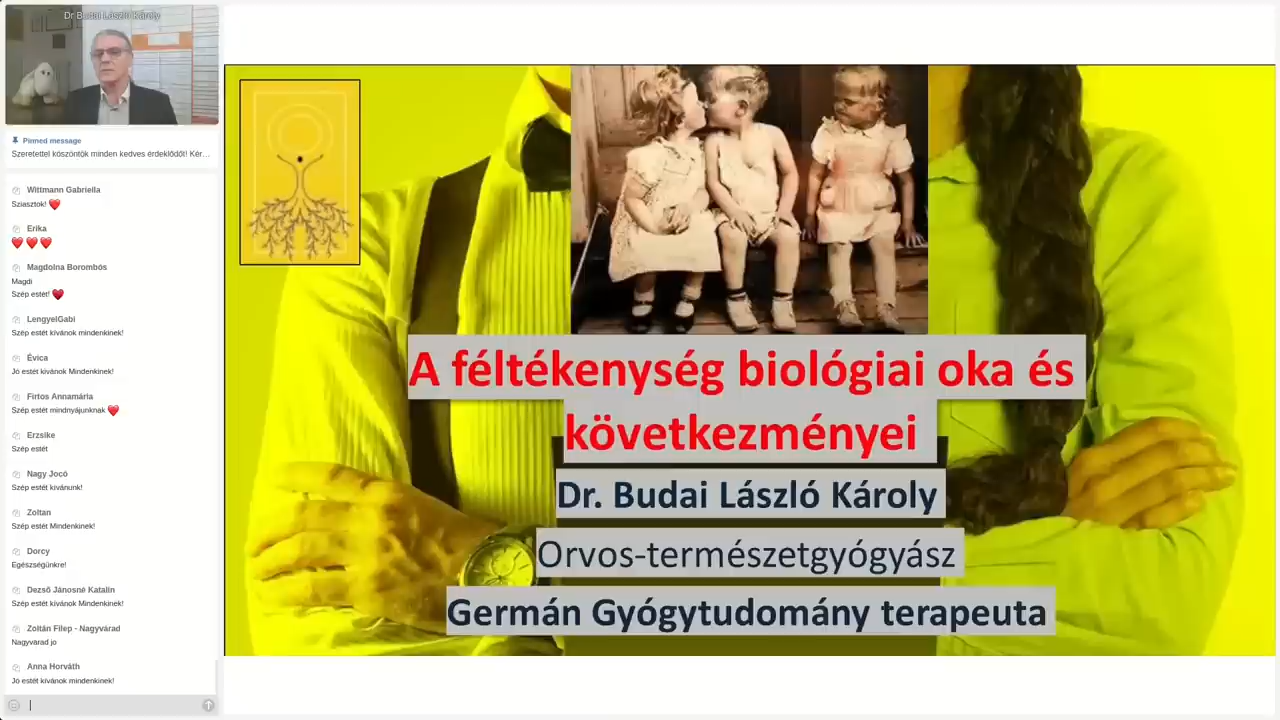 Dr Budai László Károly
Pinned message
Szeretettel köszöntök minden kedves érdeklődőt! Kér…
Wittmann Gabriella
Sziasztok! ❤️
Erika
❤️❤️❤️
Magdolna Borombós
Magdi
Szép estét! ❤️
LengyelGabi
Szép estét kívánok mindenkinek!
Évica
Jó estét kívánok Mindenkinek!
Firtos Annamária
Szép estét mindnyájunknak ❤️
Erzsike
Szép estét
Nagy Jocó
Szép estét kívánunk!
Zoltan
Szép estét Mindenkinek!
Dorcy
Egészségünkre!
Dezső Jánosné Katalin
Szép estét kívánok Mindenkinek!
Zoltán Filep - Nagyvárad
Nagyvárad jo
Anna Horváth
Jó estét kívánok mindenkinek!
A féltékenység biológiai oka és
következményei
Dr. Budai László Károly
Orvos-természetgyógyász
Germán Gyógytudomány terapeuta